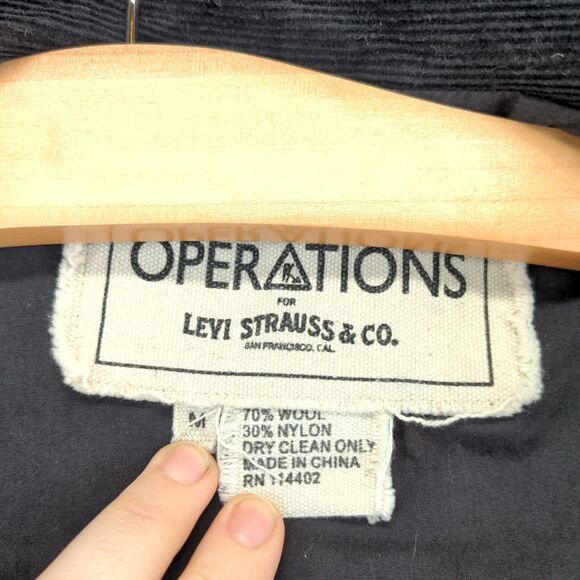 OPERATIONS
FOR
LEVI STRAUSS & CO.
SAN FRANCISCO, CAL.
M
70% WOOL
30% NYLON
DRY CLEAN ONLY
MADE IN CHINA
RN 114402